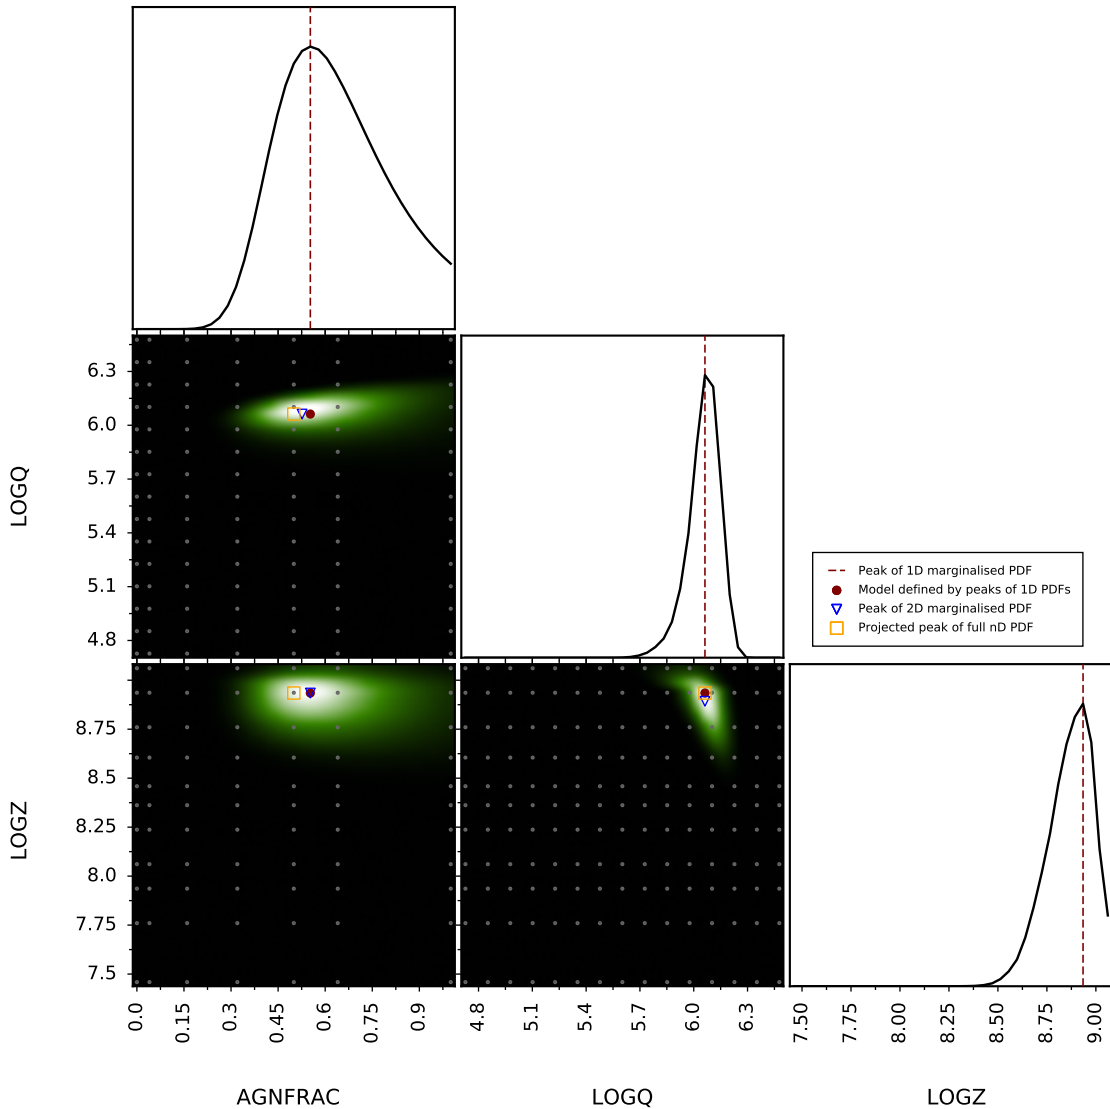 LOGQ
6.3
6.0
5.7
5.4
5.1
4.8
Peak of 1D marginalised PDF
Model defined by peaks of 1D PDFs
Peak of 2D marginalised PDF
Projected peak of full nD PDF
LOGZ
8.75
8.5
8.25
8.0
7.75
7.5
0.0 0.15 0.3 0.45 0.6 0.75 0.9
4.8 5.1 5.4 5.7 6.0 6.3
7.50 7.75 8.00 8.25 8.50 8.75 9.00
AGNFRAC LOGQ LOGZ